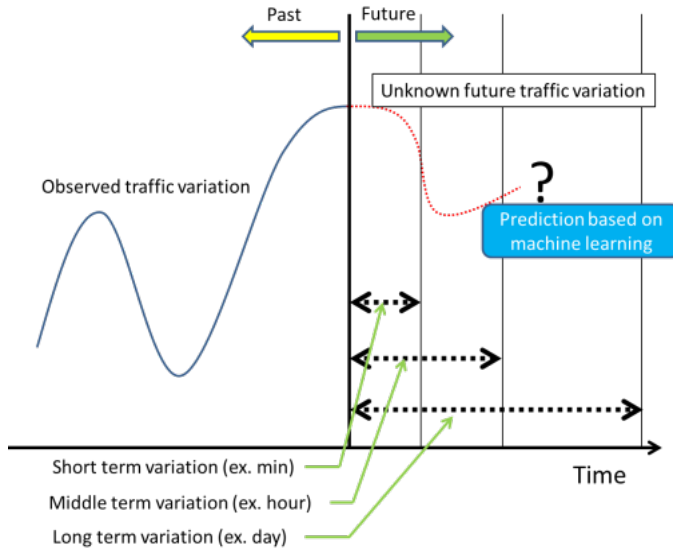 Past
Future
Unknown future traffic variation
Observed traffic variation
?
Prediction based on
machine learning
Short term variation (ex. min)
Middle term variation (ex. hour)
Long term variation (ex. day)
Time